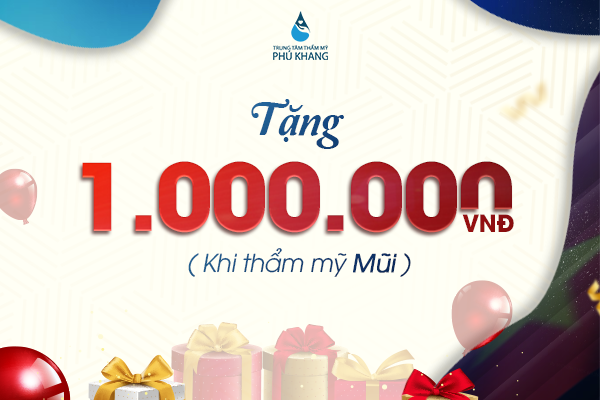 TRUNG TÂM THẨM MỸ
PHÚ KHANG
Tặng
1.000.000
VNĐ
( Khi thẩm mỹ Mũi )